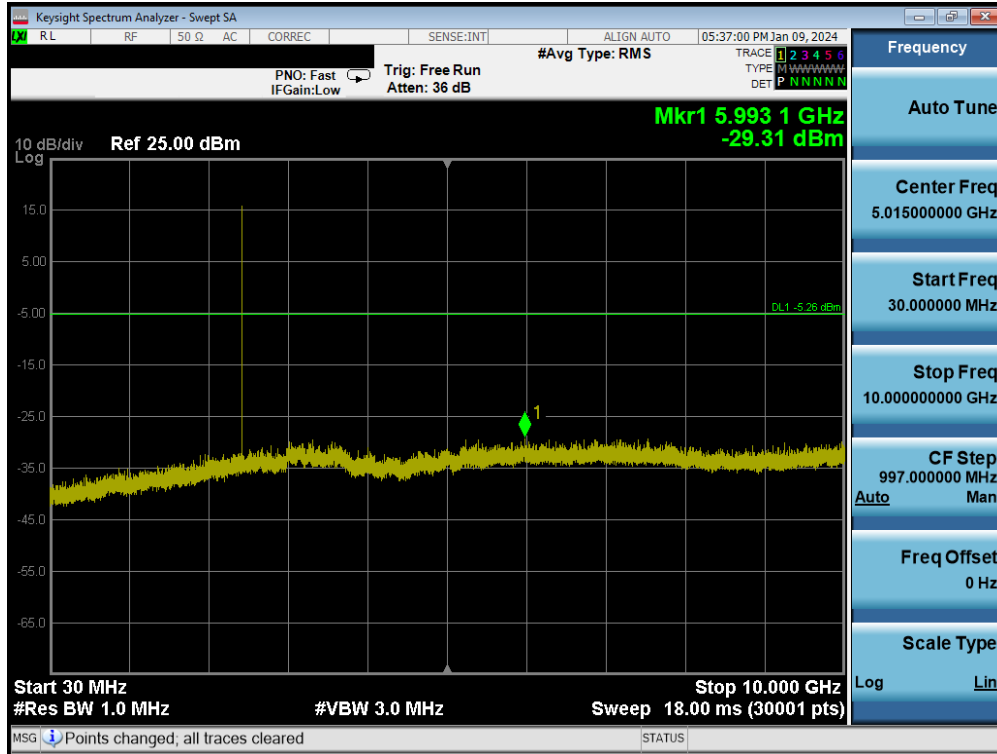 Keysight Spectrum Analyzer - Swept SA
LXI RL RF 50 Ω AC CORREC SENSE:INT ALIGN AUTO 05:37:00 PM Jan 09, 2024
Frequency
#Avg Type: RMS
TRACE 1 2 3 4 5 6
TYPE M WWWWW
DET P N N N N N
PNO: Fast
IFGain:Low
Trig: Free Run
Atten: 36 dB
Auto Tune
Mkr1 5.993 1 GHz
-29.31 dBm
10 dB/div
Log
Ref 25.00 dBm
15.0
5.00
-5.00
-15.0
-25.0
-35.0
-45.0
-55.0
-65.0
DL1 -5.26 dBm
1
Center Freq
5.015000000 GHz
Start Freq
30.000000 MHz
Stop Freq
10.000000000 GHz
CF Step
997.000000 MHz
Auto Man
Freq Offset
0 Hz
Scale Type
Log Lin
Start 30 MHz
Stop 10.000 GHz
#Res BW 1.0 MHz
#VBW 3.0 MHz
Sweep 18.00 ms (30001 pts)
MSG Points changed; all traces cleared
STATUS